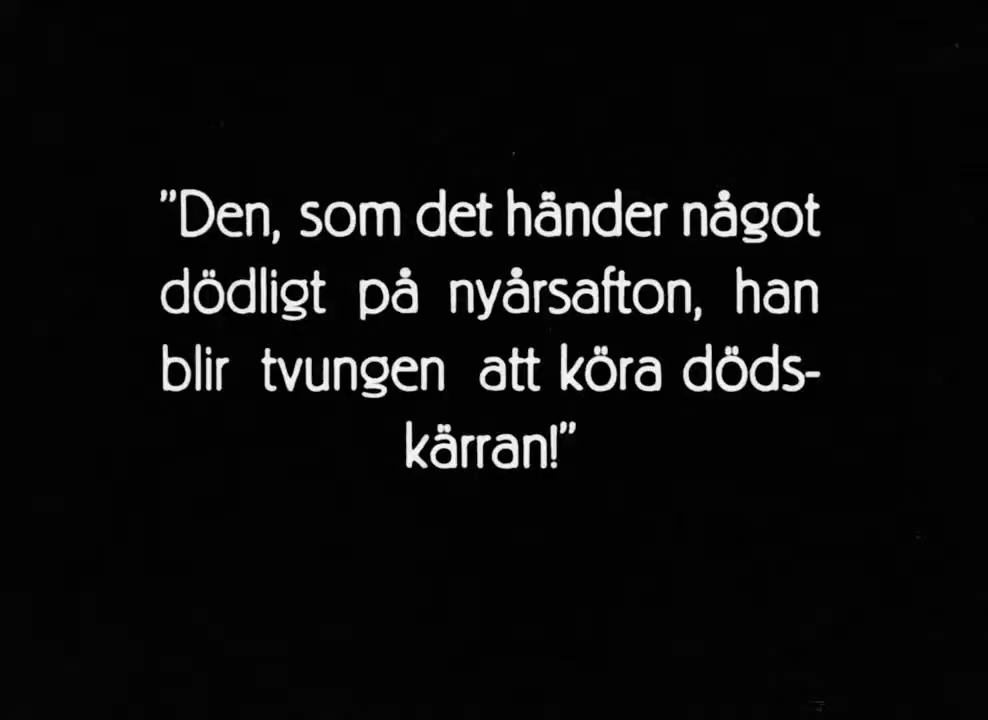 "Den, som det händer något
dödligt på nyårsafton, han
blir tvungen att köra döds-
kärran!"